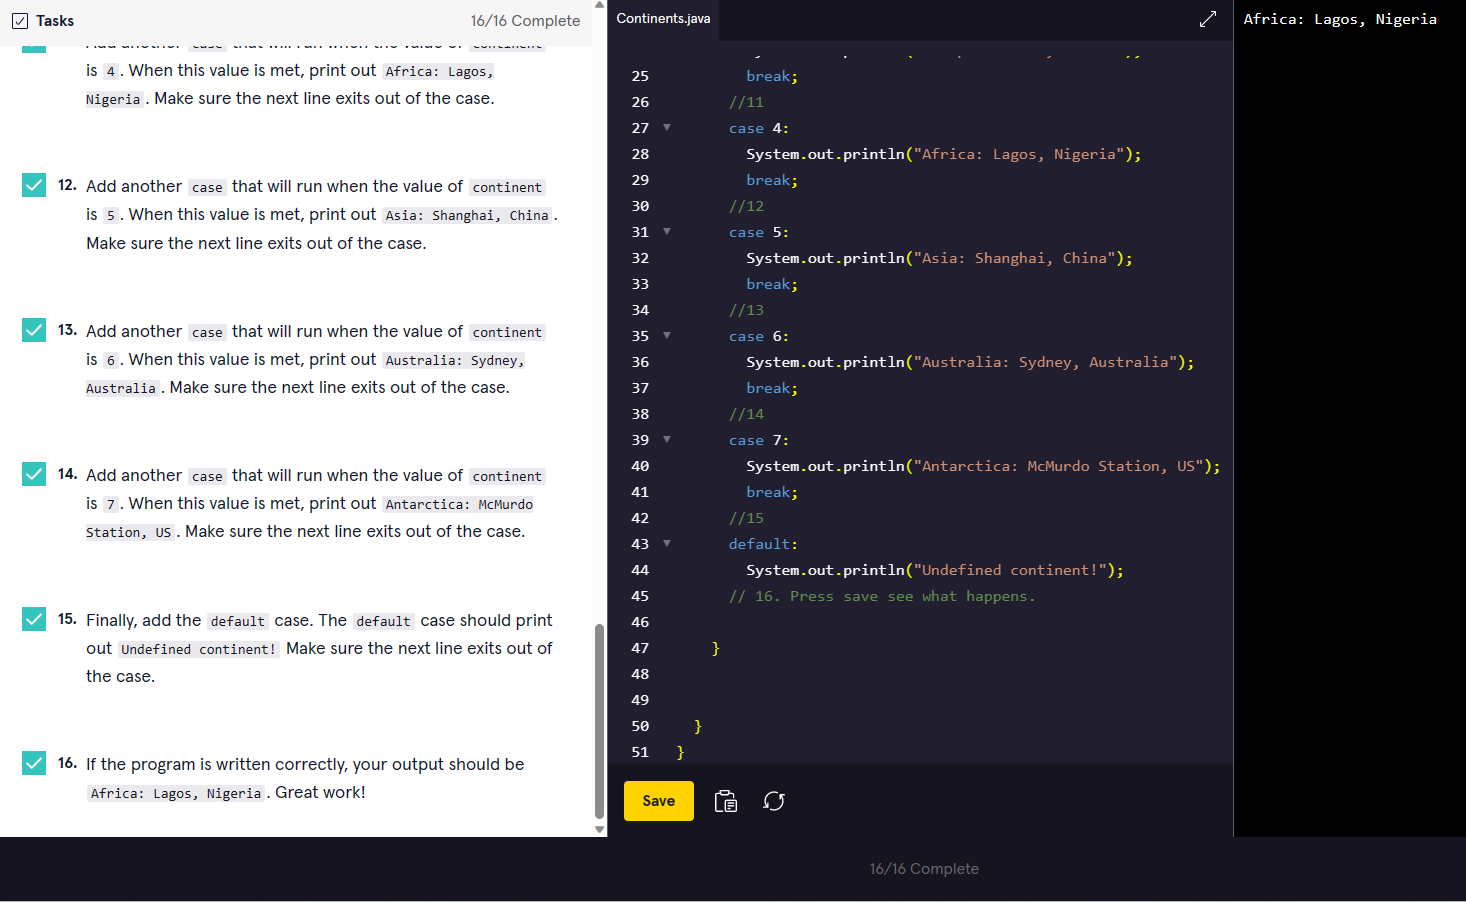 Tasks
16/16 Complete
Add another case that will run when the value of continent
is 4. When this value is met, print out Africa: Lagos,
Nigeria. Make sure the next line exits out of the case.
12. Add another case that will run when the value of continent
is 5. When this value is met, print out Asia: Shanghai, China.
Make sure the next line exits out of the case.
13. Add another case that will run when the value of continent
is 6. When this value is met, print out Australia: Sydney,
Australia. Make sure the next line exits out of the case.
14. Add another case that will run when the value of continent
is 7. When this value is met, print out Antarctica: McMurdo
Station, US. Make sure the next line exits out of the case.
15. Finally, add the default case. The default case should print
out Undefined continent! Make sure the next line exits out of
the case.
16. If the program is written correctly, your output should be
Africa: Lagos, Nigeria. Great work!
Continents.java
25 break;
26 //11
27 case 4:
28 System.out.println("Africa: Lagos, Nigeria");
29 break;
30 //12
31 case 5:
32 System.out.println("Asia: Shanghai, China");
33 break;
34 //13
35 case 6:
36 System.out.println("Australia: Sydney, Australia");
37 break;
38 //14
39 case 7:
40 System.out.println("Antarctica: McMurdo Station, US");
41 break;
42 //15
43 default:
44 System.out.println("Undefined continent!");
45 // 16. Press save see what happens.
46
47 }
48
49
50 }
51 }
Save
Africa: Lagos, Nigeria
16/16 Complete